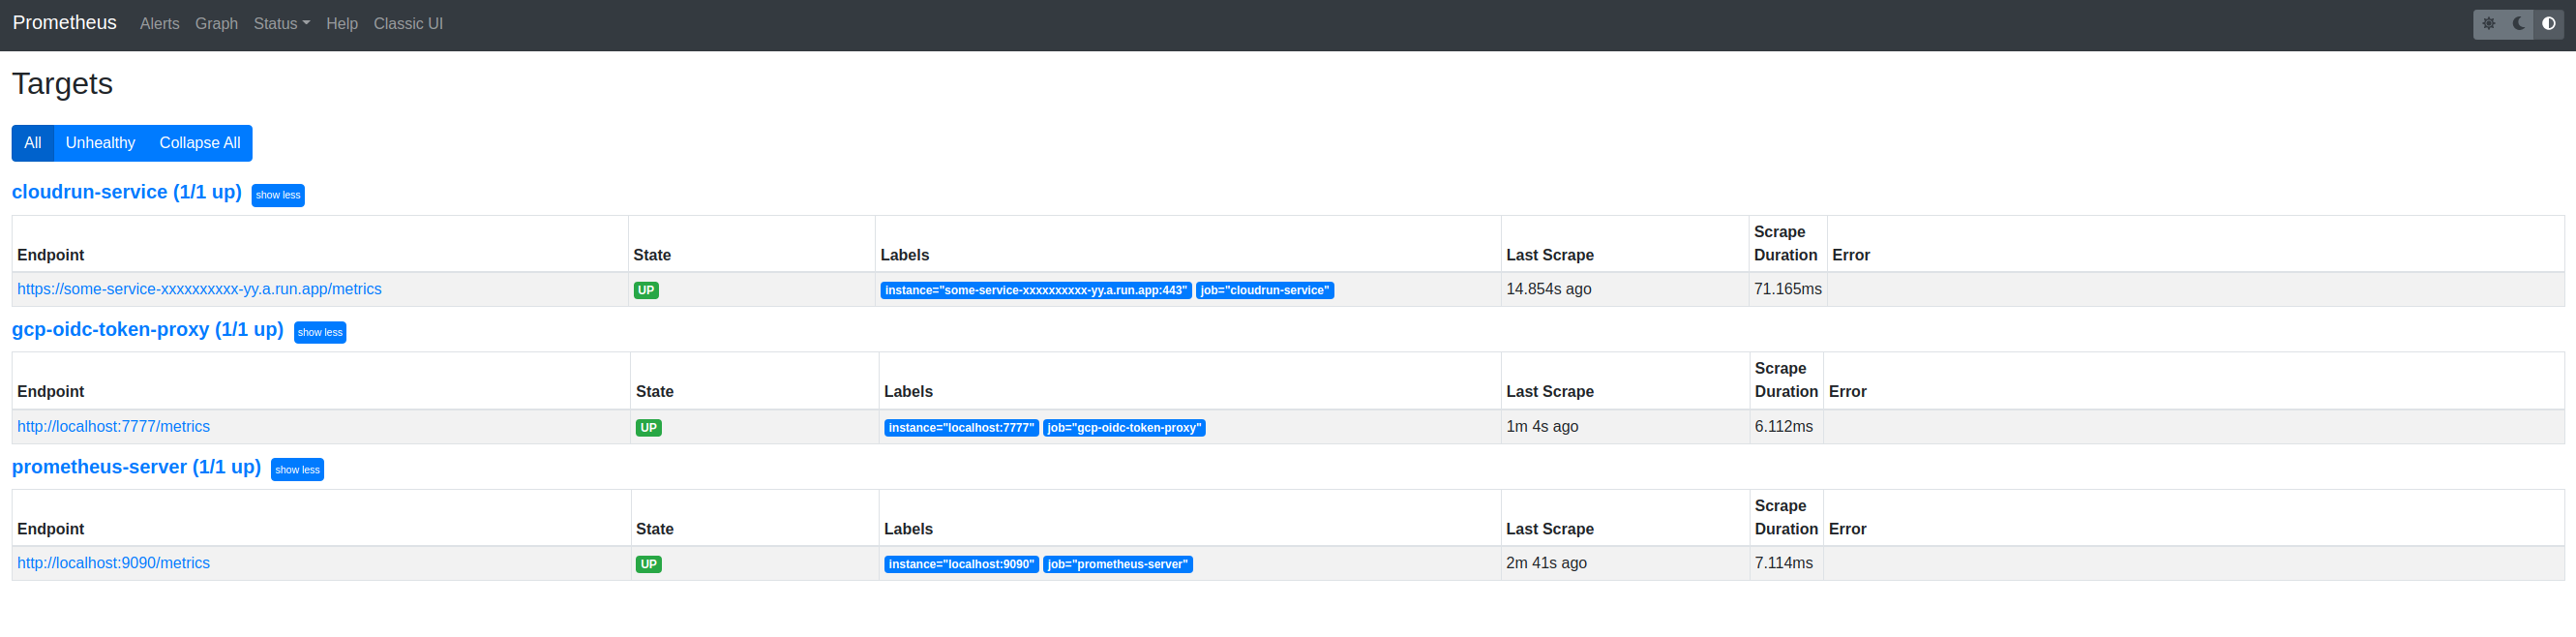 Prometheus Alerts Graph Status Help Classic UI
Targets
All Unhealthy Collapse All
cloudrun-service (1/1 up) show less
Endpoint State Labels Last Scrape Scrape Duration Error
https://some-service-xxxxxxxxxx-yy.a.run.app/metrics UP instance="some-service-xxxxxxxxxx-yy.a.run.app:443" job="cloudrun-service" 14.854s ago 71.165ms
gcp-oidc-token-proxy (1/1 up) show less
Endpoint State Labels Last Scrape Scrape Duration Error
http://localhost:7777/metrics UP instance="localhost:7777" job="gcp-oidc-token-proxy" 1m 4s ago 6.112ms
prometheus-server (1/1 up) show less
Endpoint State Labels Last Scrape Scrape Duration Error
http://localhost:9090/metrics UP instance="localhost:9090" job="prometheus-server" 2m 41s ago 7.114ms